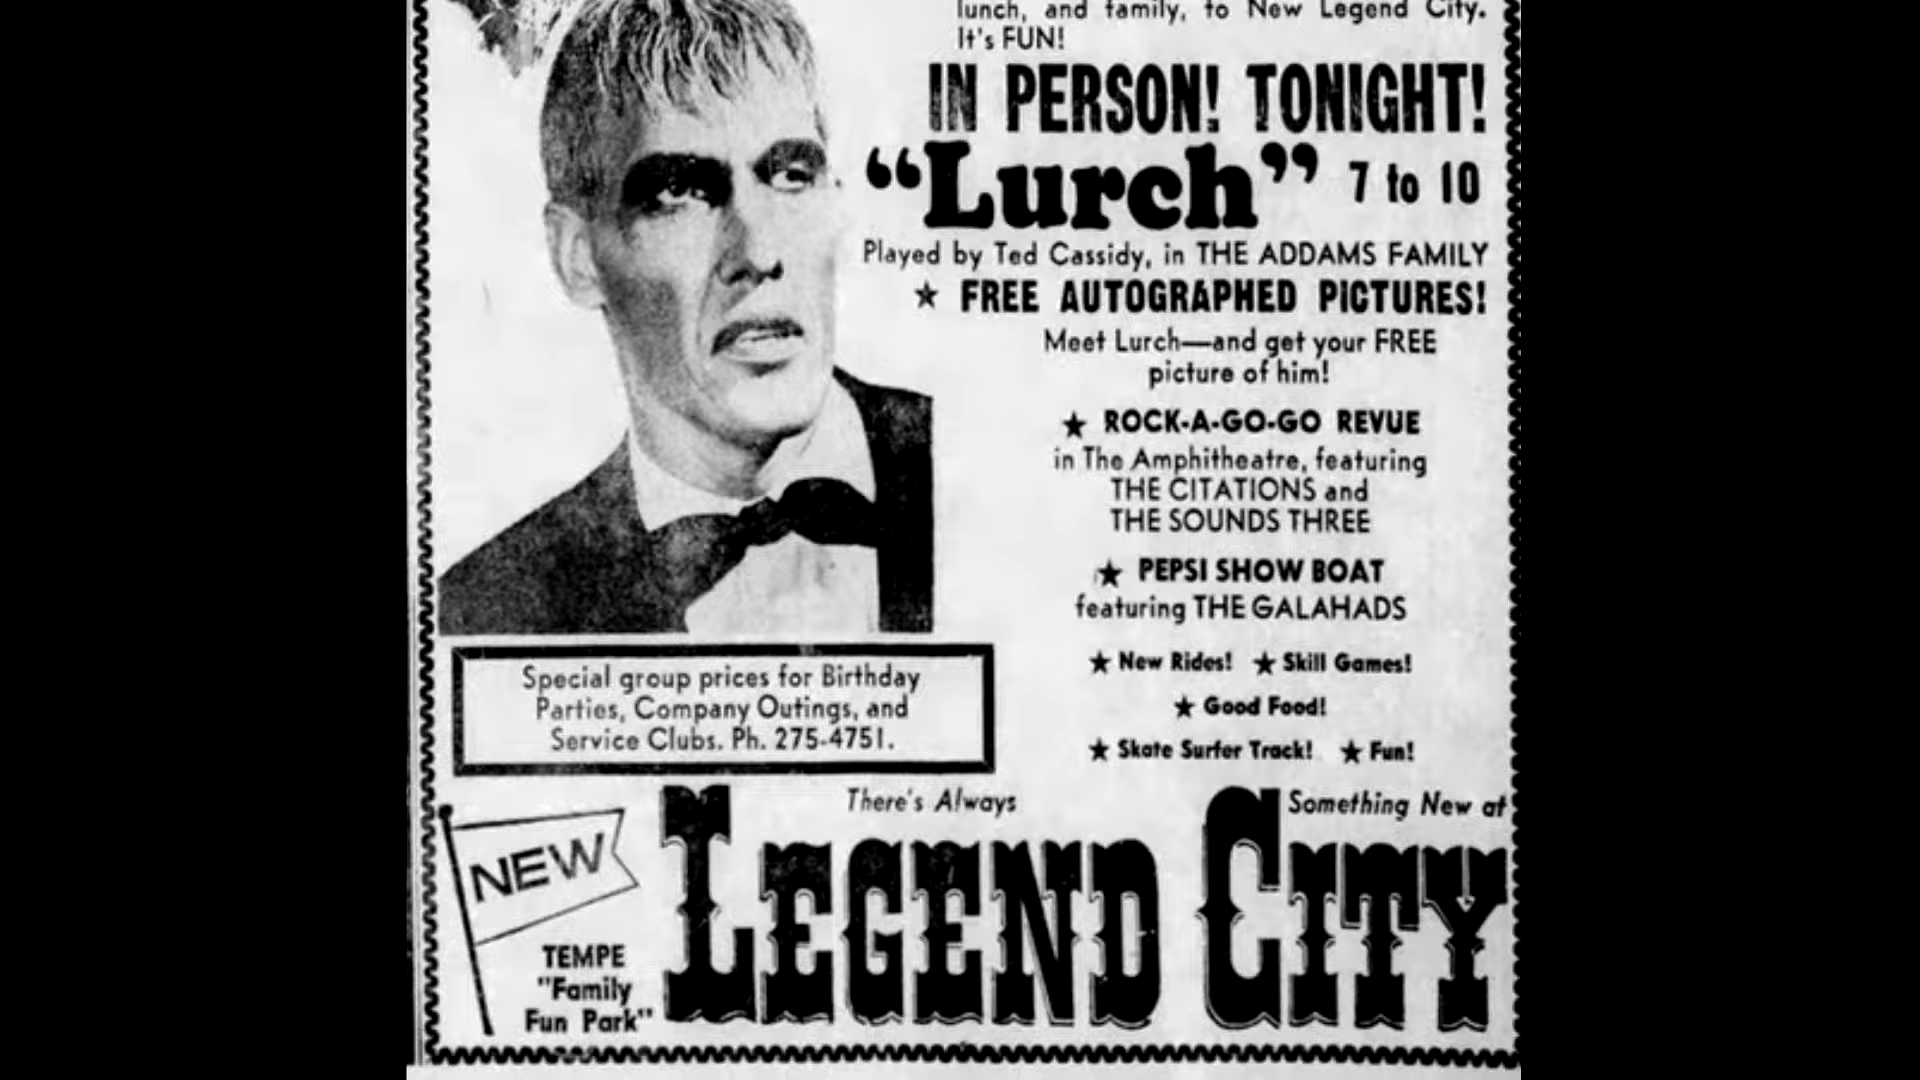 lunch, and family, to New Legend City.
It's FUN!
IN PERSON! TONIGHT!
“Lurch” 7 to 10
Played by Ted Cassidy, in THE ADDAMS FAMILY
★ FREE AUTOGRAPHED PICTURES!
Meet Lurch—and get your FREE
picture of him!
★ ROCK-A-GO-GO REVUE
in The Amphitheatre, featuring
THE CITATIONS and
THE SOUNDS THREE
★ PEPSI SHOW BOAT
featuring THE GALAHADS
★ New Rides! ★ Skill Games!
★ Good Food!
★ Skate Surfer Track! ★ Fun!
Special group prices for Birthday
Parties, Company Outings, and
Service Clubs. Ph. 275-4751.
There's Always Something New at
NEW
LEGEND CITY
TEMPE
"Family
Fun Park"